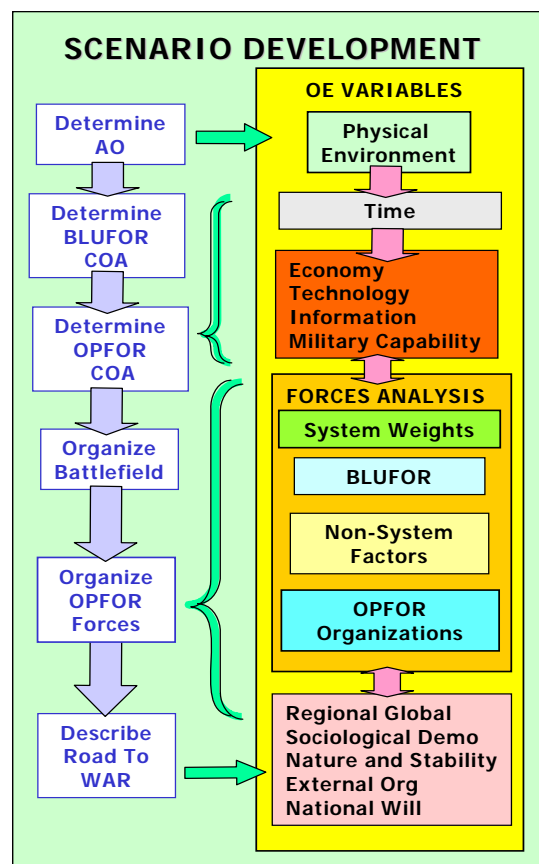 SCENARIO DEVELOPMENT
Determine
AO
Determine
BLUFOR
COA
Determine
OPFOR
COA
Organize
Battlefield
Organize
OPFOR
Forces
Describe
Road To
WAR
OE VARIABLES
Physical
Environment
Time
Economy
Technology
Information
Military Capability
FORCES ANALYSIS
System Weights
BLUFOR
Non-System
Factors
OPFOR
Organizations
Regional Global
Sociological Demo
Nature and Stability
External Org
National Will